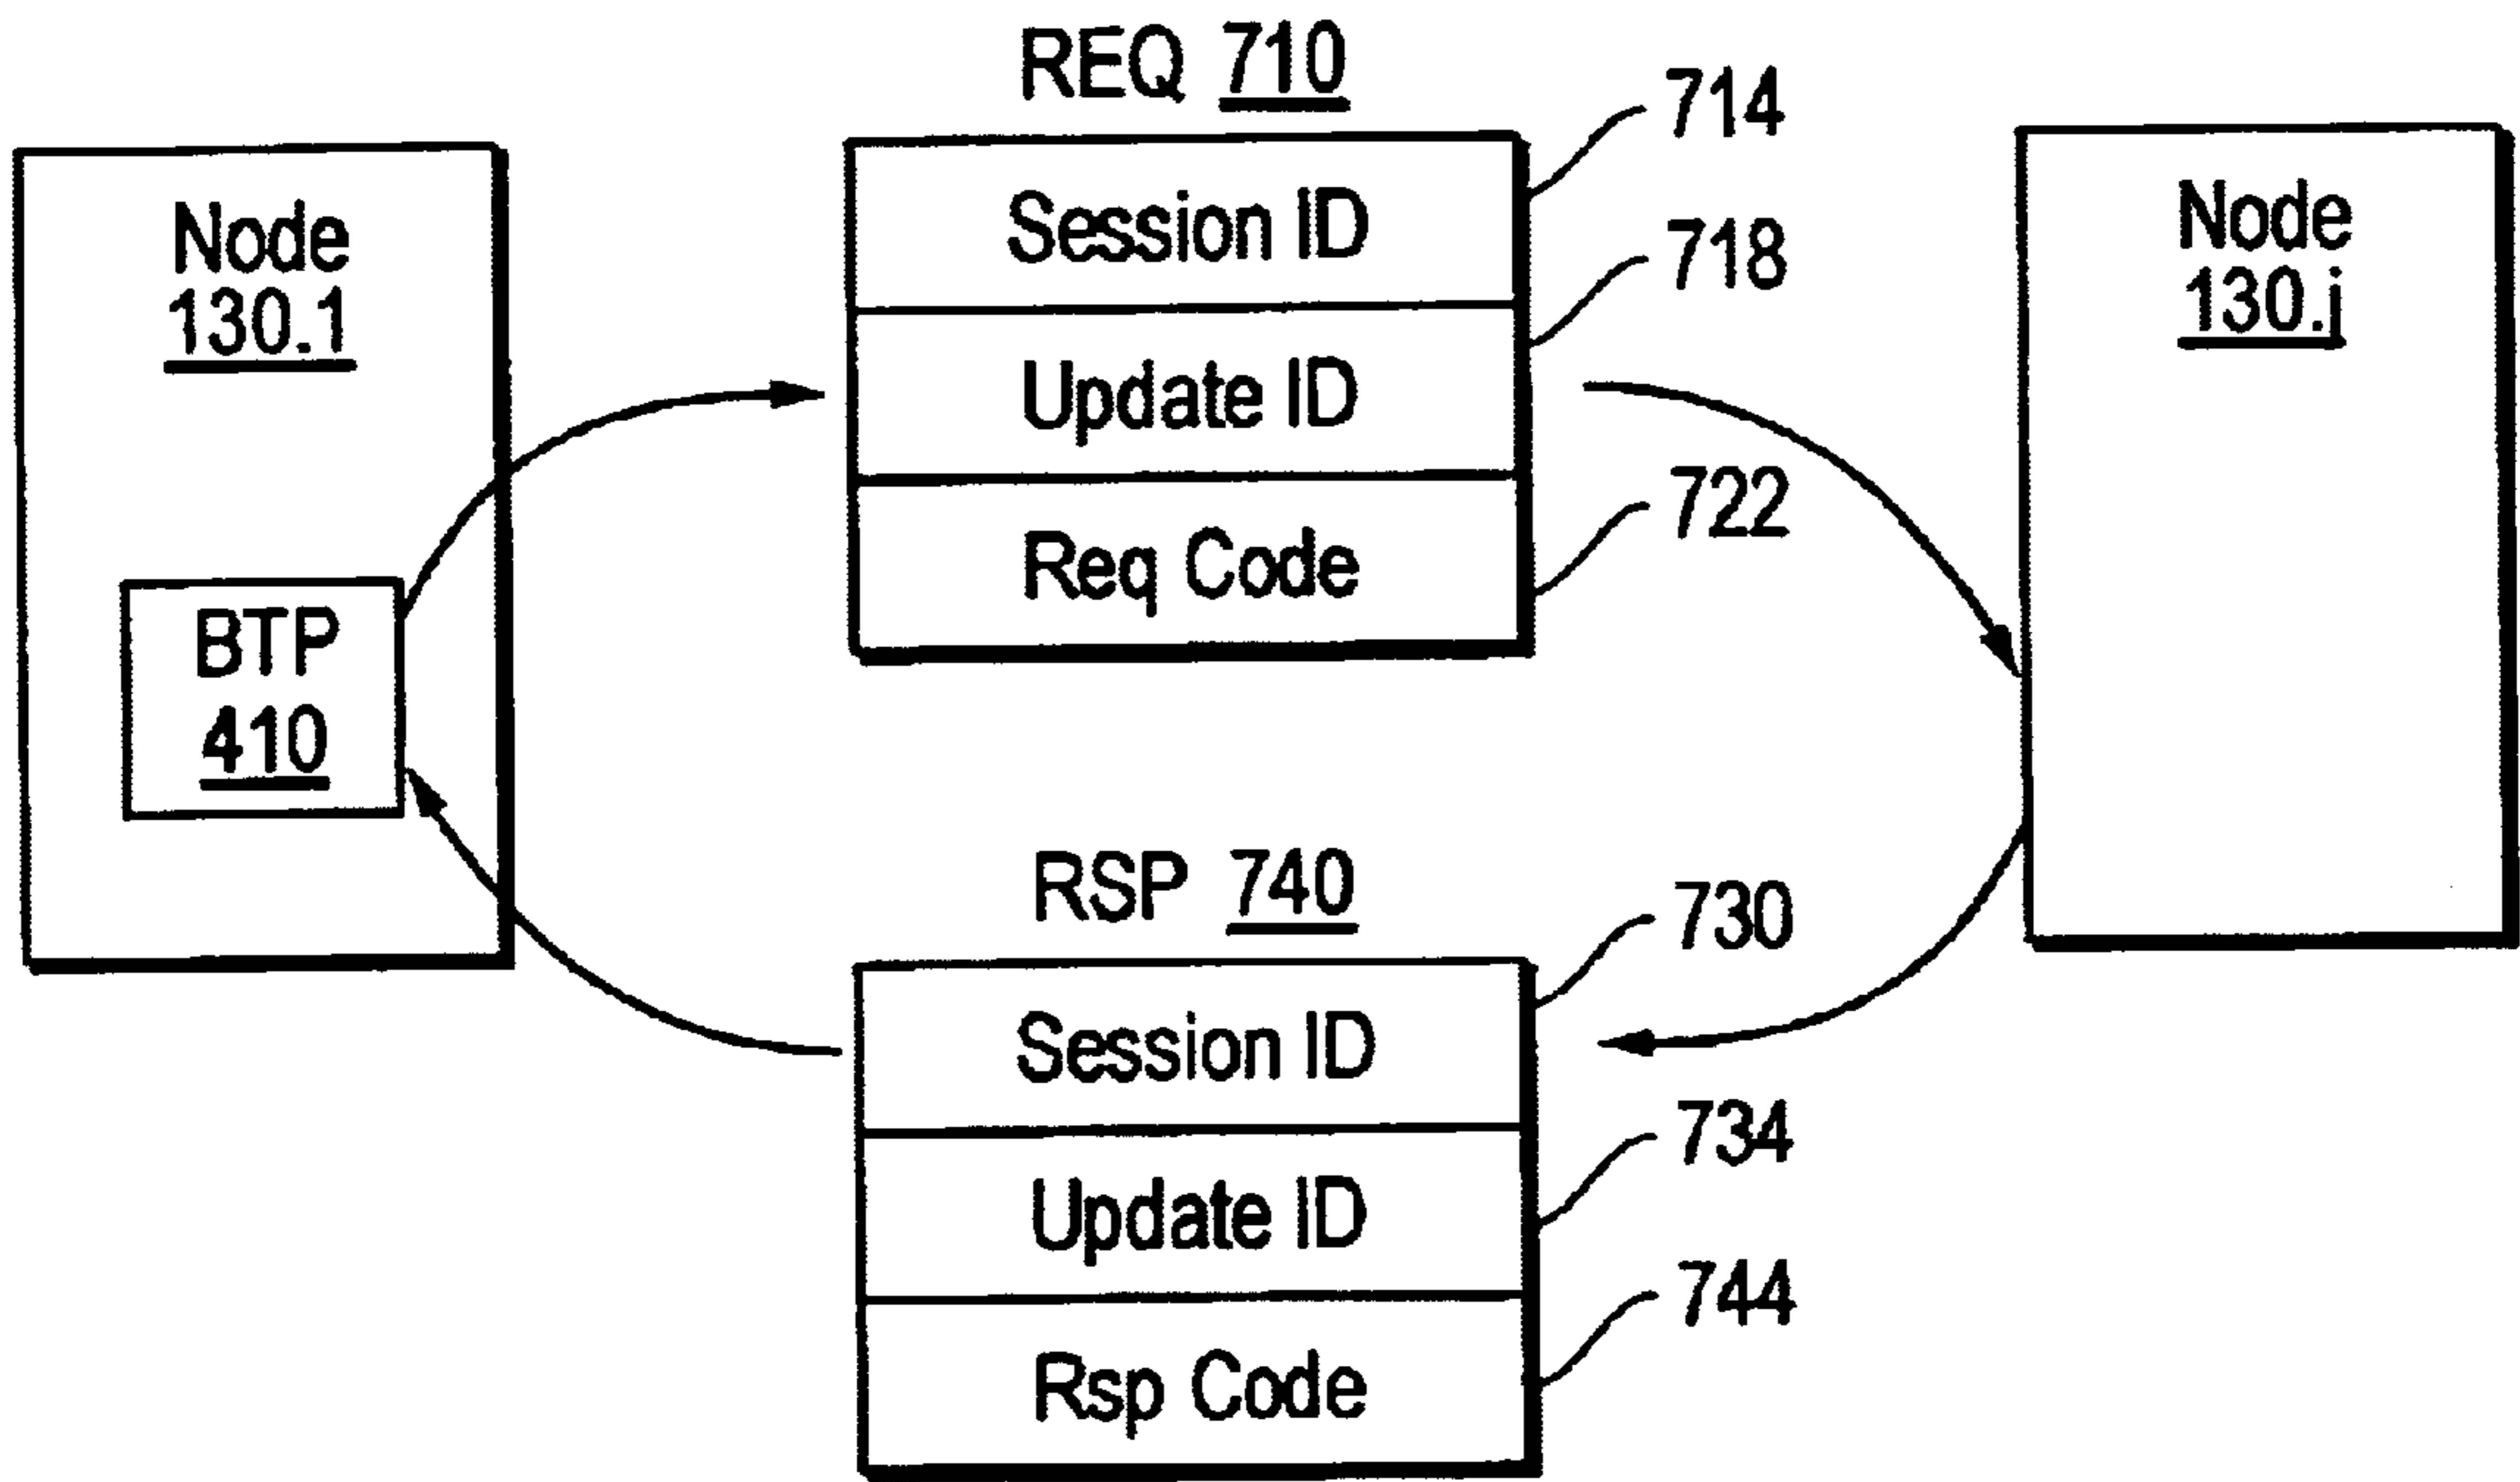 REQ 710
714
Node
130.1
Session ID
718
Node
130.j
Update ID
722
Req Code
BTP
410
RSP 740
730
Session ID
734
Update ID
744
Rsp Code